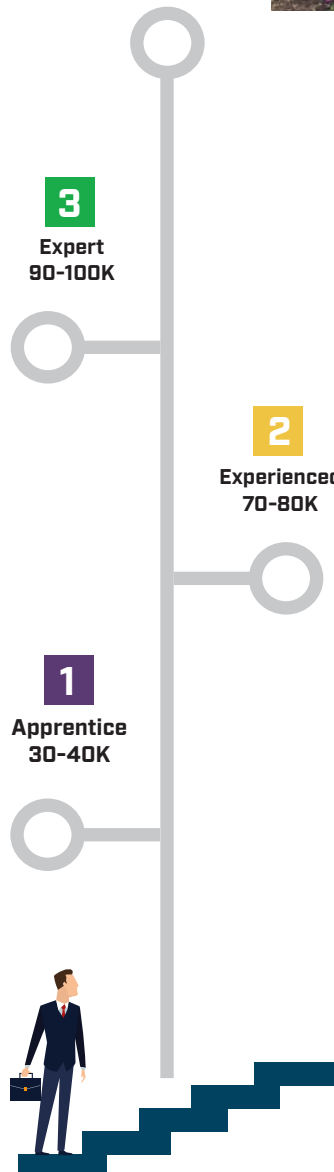 3
Expert
90-100K
2
Experienced
70-80K
1
Apprentice
30-40K